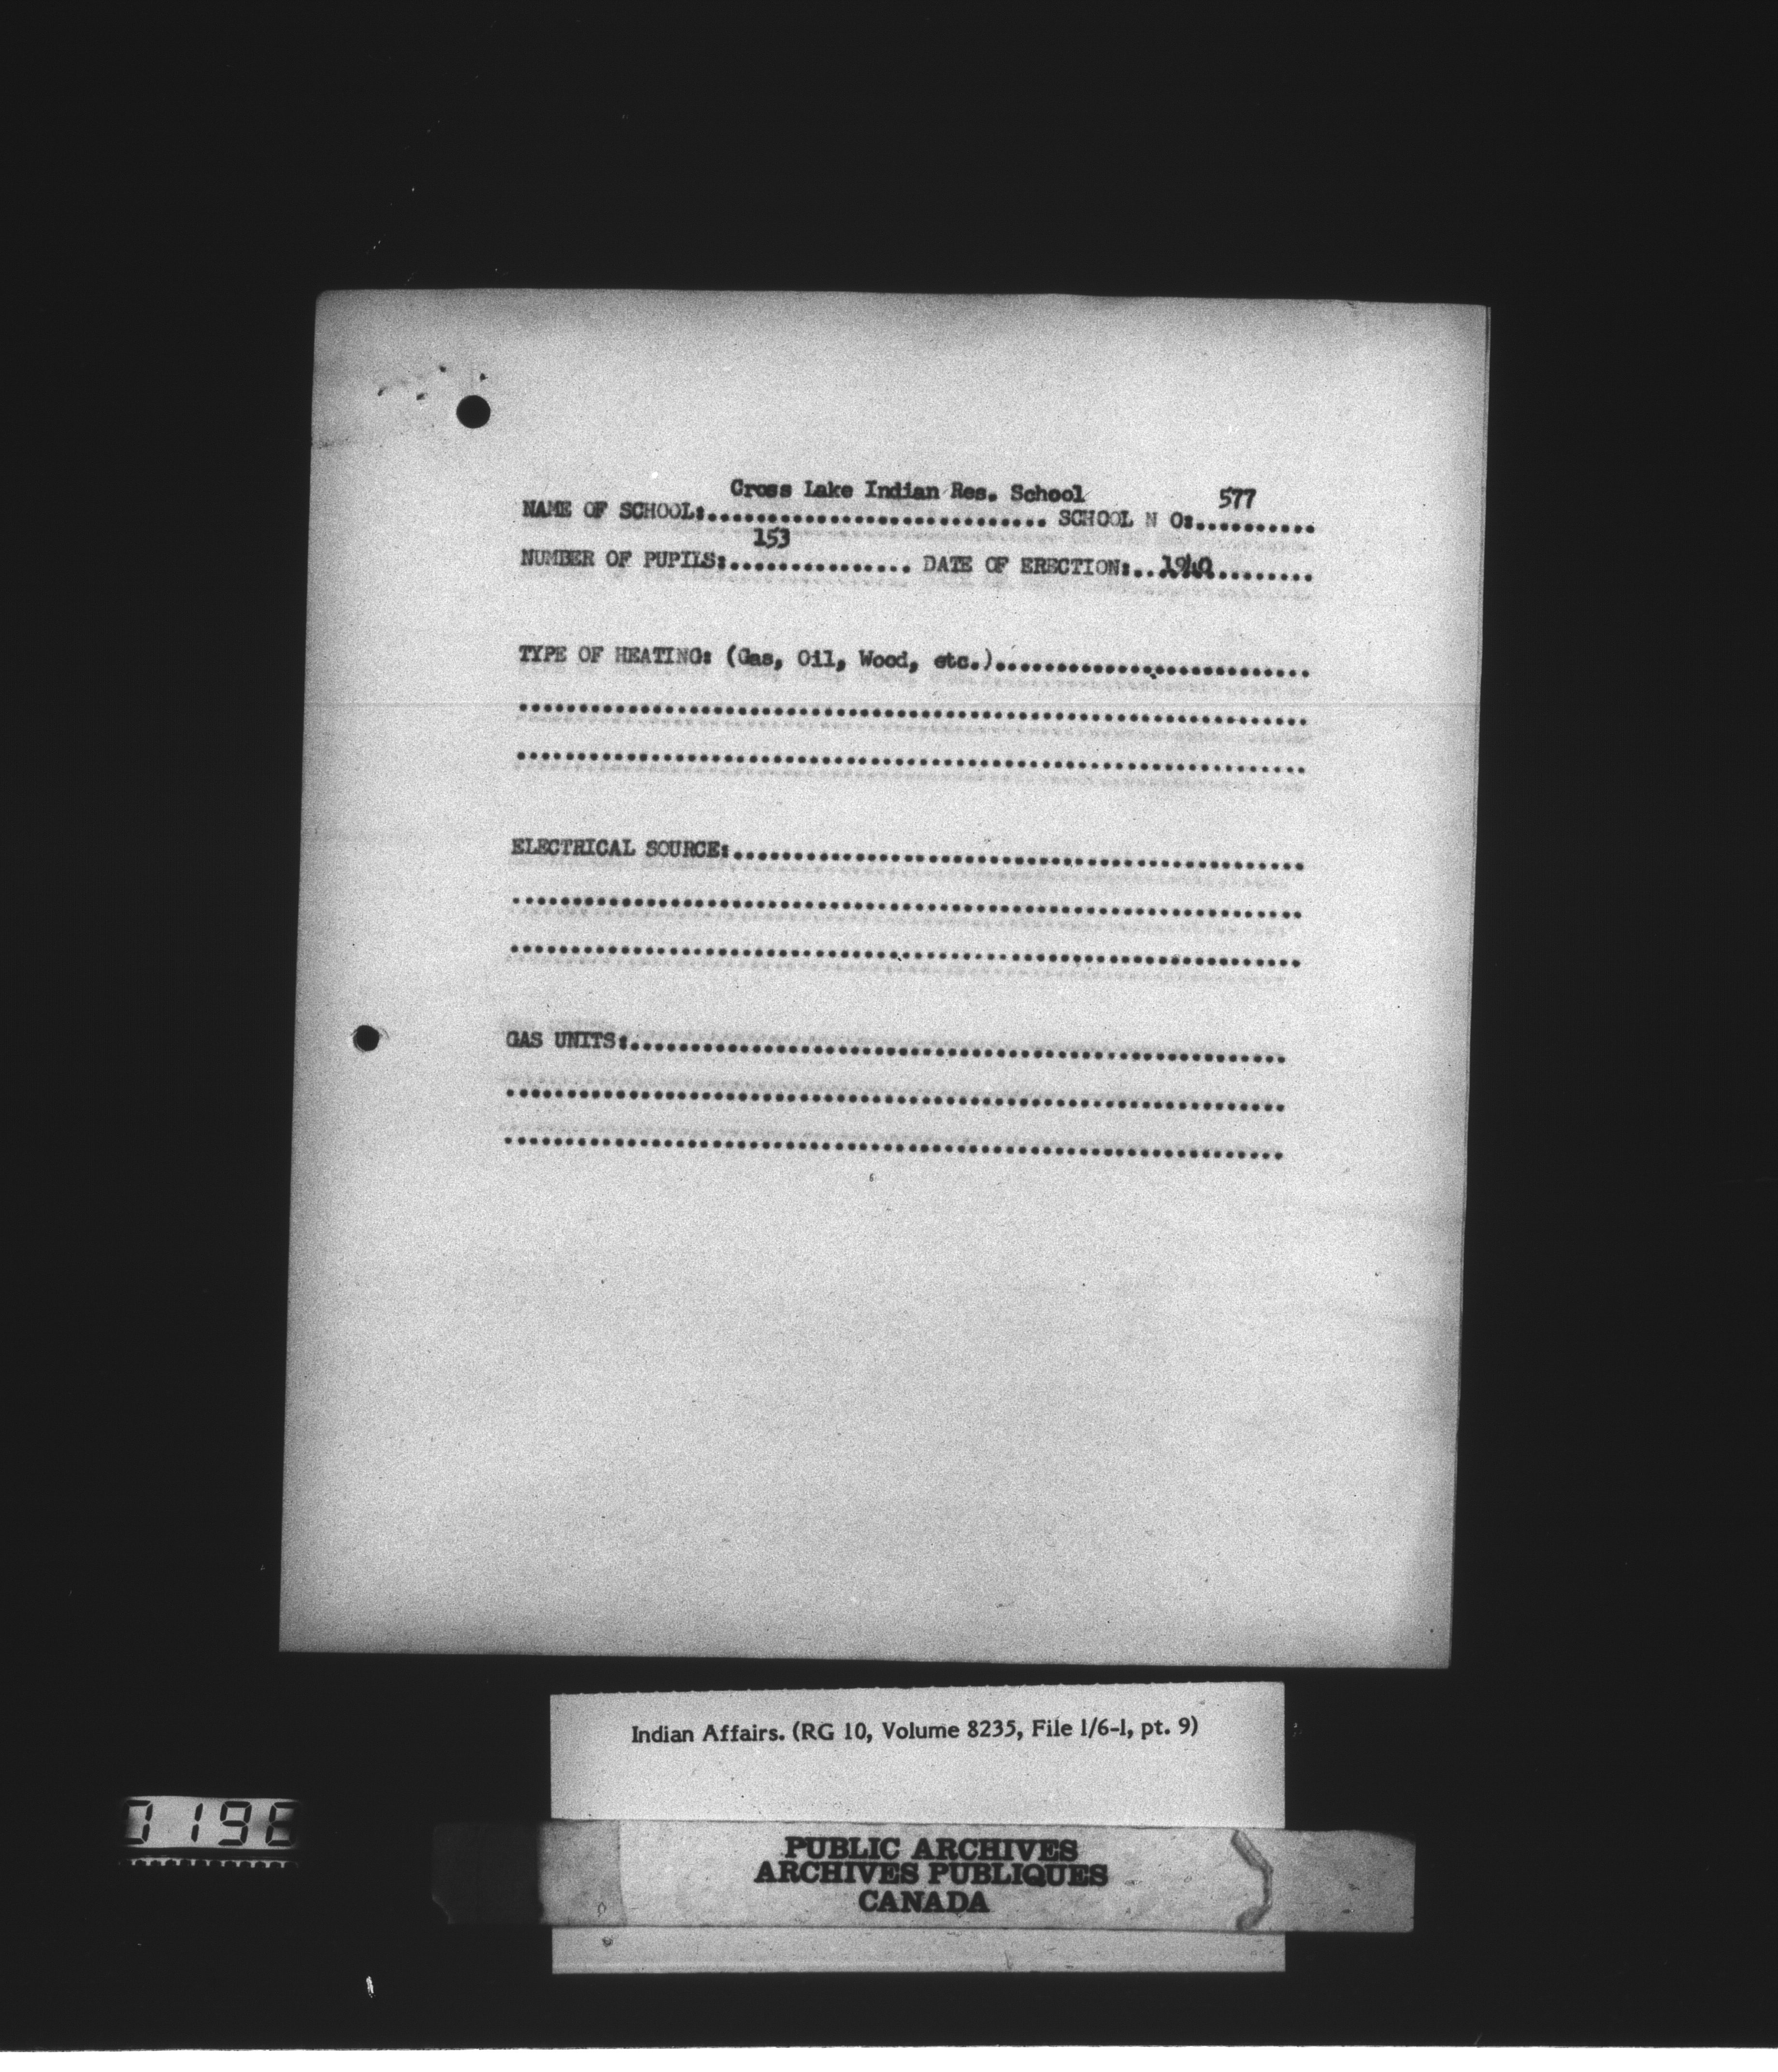 Cross Lake Indian Res. School 577
NAME OF SCHOOL:............................ SCHOOL N O:..........
153
NUMBER OF PUPILS:............... DATE OF ERECTION:..1940........
TYPE OF HEATING: (Gas, Oil, Wood, etc.)..........................
.................................................................
.................................................................
ELECTRICAL SOURCE:...............................................
.................................................................
.................................................................
GAS UNITS:......................................................
................................................................
................................................................
Indian Affairs. (RG 10, Volume 8235, File 1/6-1, pt. 9)
PUBLIC ARCHIVES
ARCHIVES PUBLIQUES
CANADA